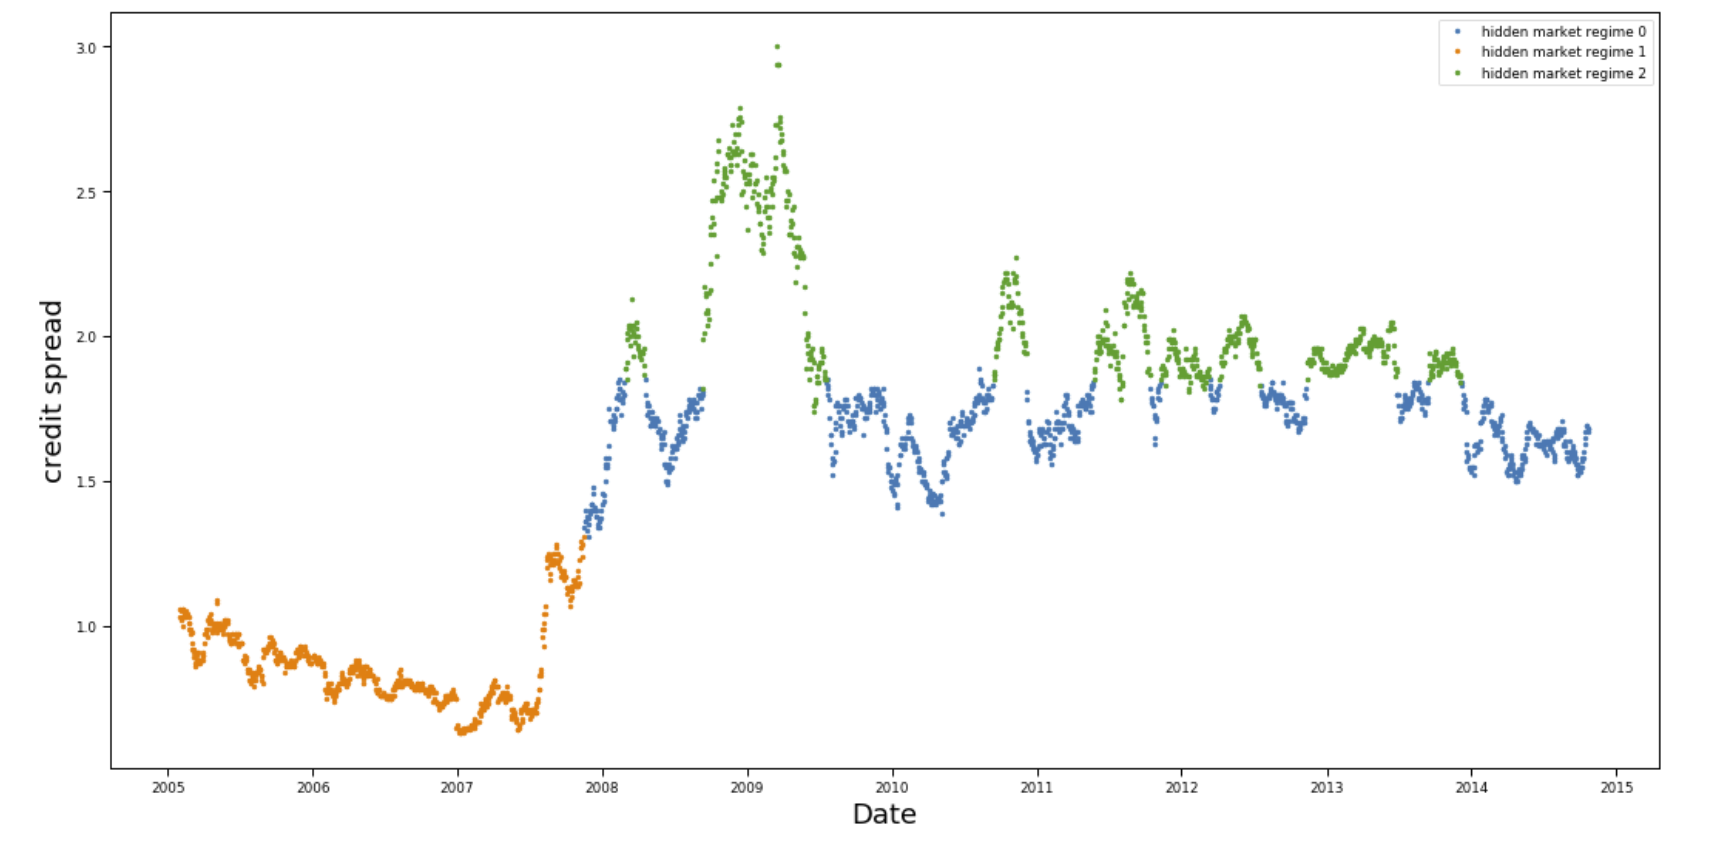 hidden market regime 0
hidden market regime 1
hidden market regime 2
3.0
2.5
2.0
1.5
1.0
credit spread
2005 2006 2007 2008 2009 2010 2011 2012 2013 2014 2015
Date